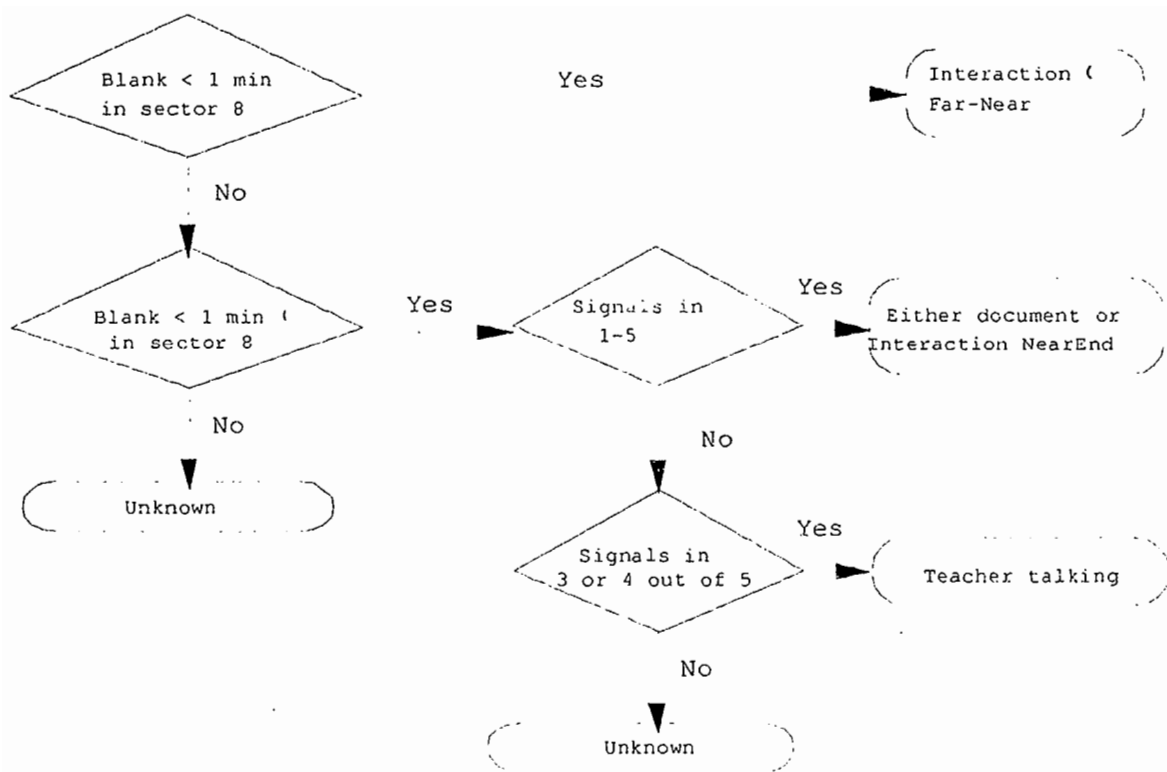 Blank < 1 min
in sector 8
Yes
Interaction (
Far-Near
No
Blank < 1 min (
in sector 8
Yes
Signals in
1-5
Yes
Either document or
Interaction NearEnd
No
Unknown
No
Signals in
3 or 4 out of 5
Yes
Teacher talking
No
Unknown